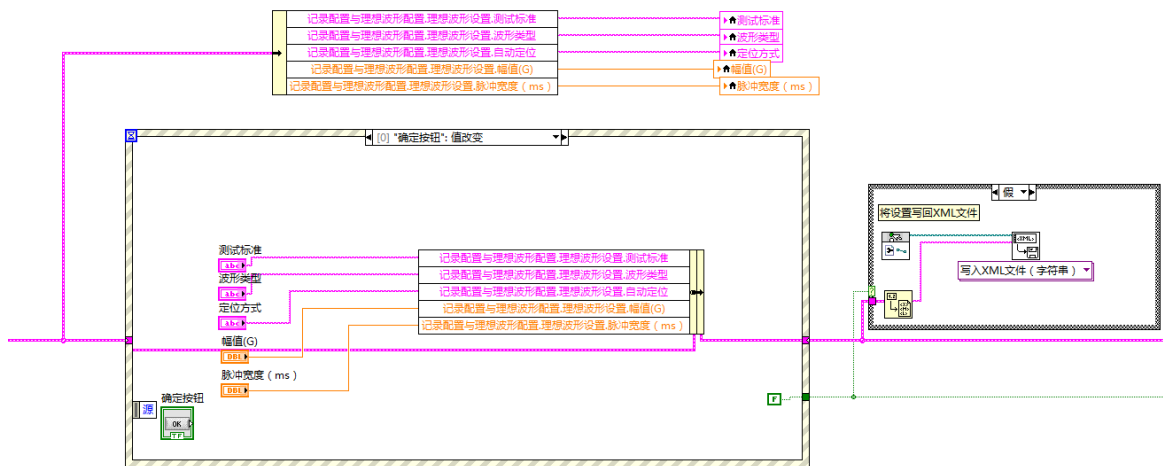 记录配置与理想波形配置.理想波形设置.测试标准
测试标准
记录配置与理想波形配置.理想波形设置.波形类型
波形类型
记录配置与理想波形配置.理想波形设置.自动定位
定位方式
记录配置与理想波形配置.理想波形设置.幅值(G)
幅值(G)
记录配置与理想波形配置.理想波形设置.脉冲宽度(ms)
脉冲宽度(ms)
[0] "确定按钮": 值改变
测试标准
abc
波形类型
abc
定位方式
abc
幅值(G)
DBL
脉冲宽度(ms)
DBL
记录配置与理想波形配置.理想波形设置.测试标准
记录配置与理想波形配置.理想波形设置.波形类型
记录配置与理想波形配置.理想波形设置.自动定位
记录配置与理想波形配置.理想波形设置.幅值(G)
记录配置与理想波形配置.理想波形设置.脉冲宽度(ms)
源
确定按钮
OK
TF
F
假
将设置写回XML文件
XML
写入XML文件(字符串)
?